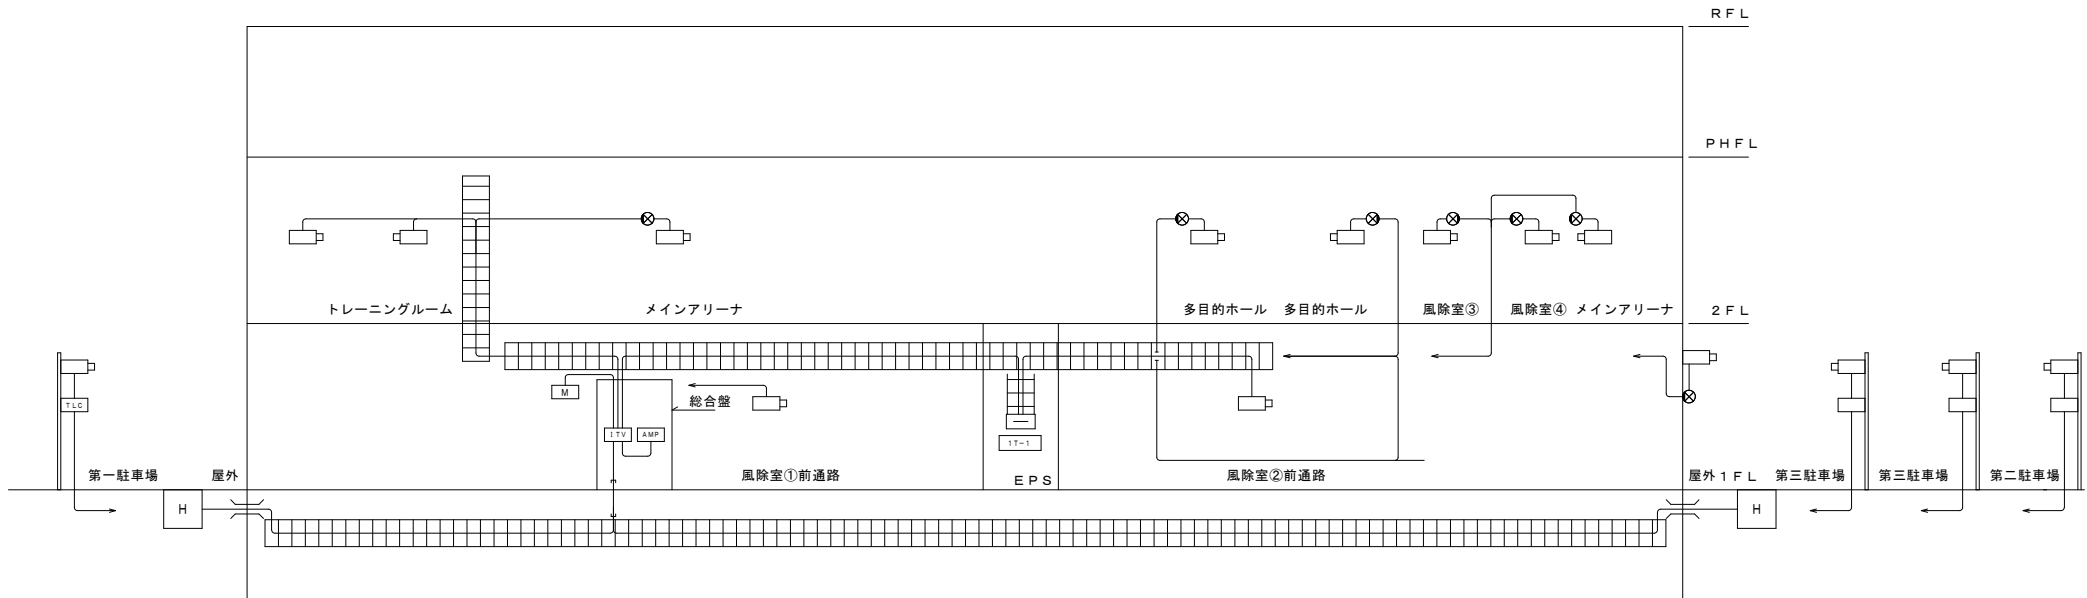 ＲＦＬ
ＰＨＦＬ
トレーニングルーム
メインアリーナ
多目的ホール
多目的ホール
風除室③
風除室④
メインアリーナ
２ＦＬ
M
総合盤
TLC
ITV
AMP
1T-1
第一駐車場
屋外
風除室①前通路
ＥＰＳ
風除室②前通路
屋外
１ＦＬ
第三駐車場
第三駐車場
第二駐車場
H
H